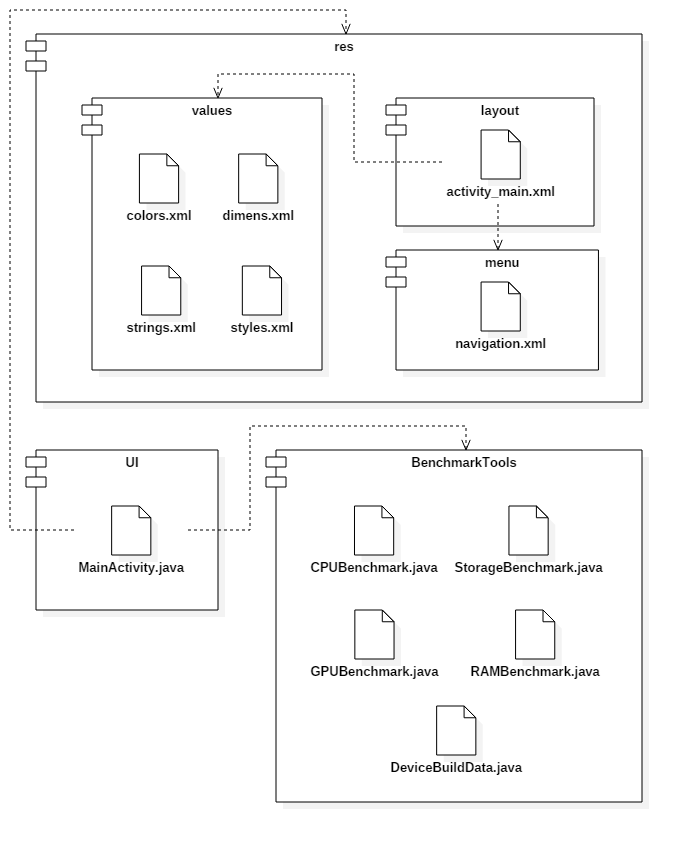 res
values
layout
colors.xml
dimens.xml
activity_main.xml
strings.xml
styles.xml
menu
navigation.xml
UI
MainActivity.java
BenchmarkTools
CPUBenchmark.java
StorageBenchmark.java
GPUBenchmark.java
RAMBenchmark.java
DeviceBuildData.java